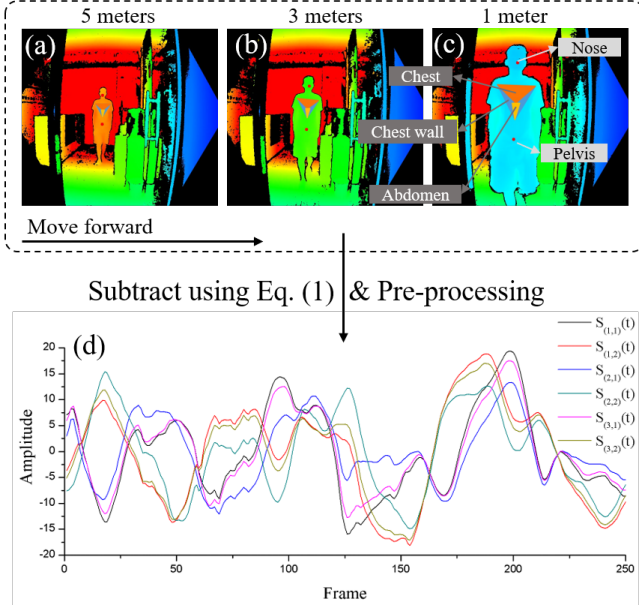 5 meters
3 meters
1 meter
(a)
(b)
(c)
Nose
Chest
Chest wall
Pelvis
Abdomen
Move forward
Subtract using Eq. (1) & Pre-processing
(d)
S(1,1)(t)
S(1,2)(t)
S(2,1)(t)
S(2,2)(t)
S(3,1)(t)
S(3,2)(t)
Amplitude
20
15
10
5
0
-5
-10
-15
-20
0 50 100 150 200 250
Frame